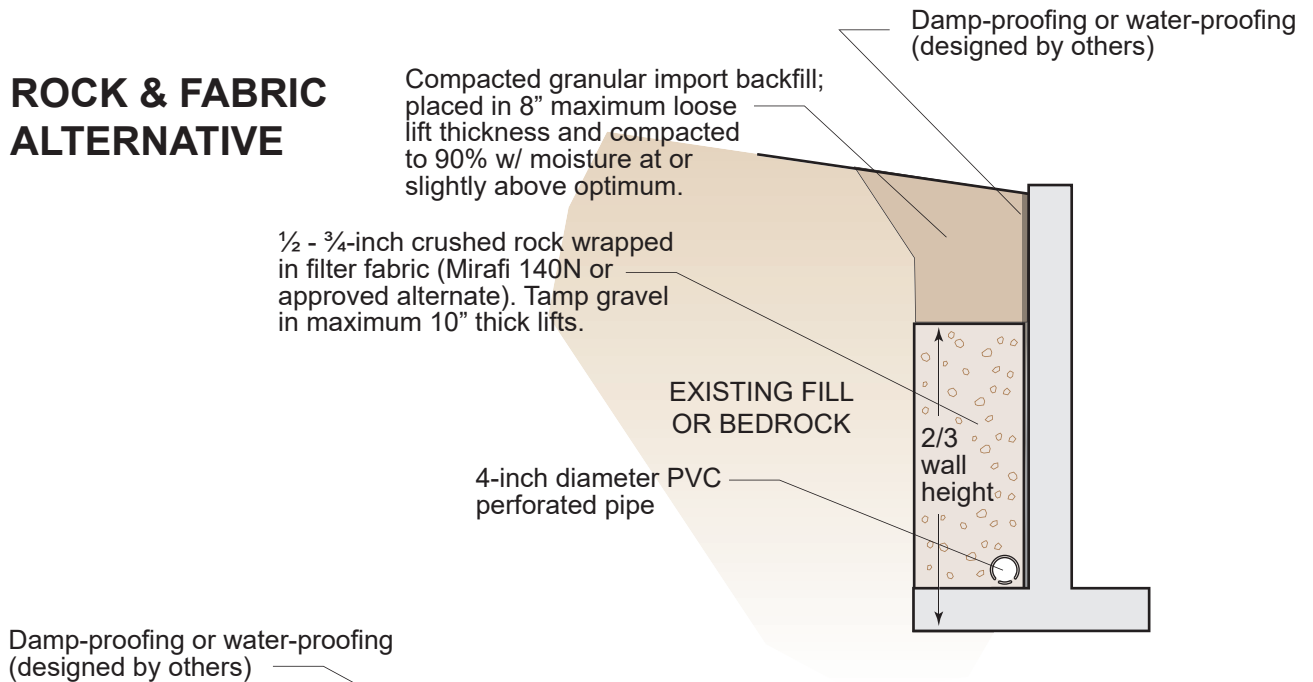 ROCK & FABRIC
ALTERNATIVE
Damp-proofing or water-proofing
(designed by others)
Compacted granular import backfill;
placed in 8” maximum loose
lift thickness and compacted
to 90% w/ moisture at or
slightly above optimum.
½ - ¾-inch crushed rock wrapped
in filter fabric (Mirafi 140N or
approved alternate). Tamp gravel
in maximum 10” thick lifts.
EXISTING FILL
OR BEDROCK
2/3
wall
height
4-inch diameter PVC
perforated pipe
Damp-proofing or water-proofing
(designed by others)